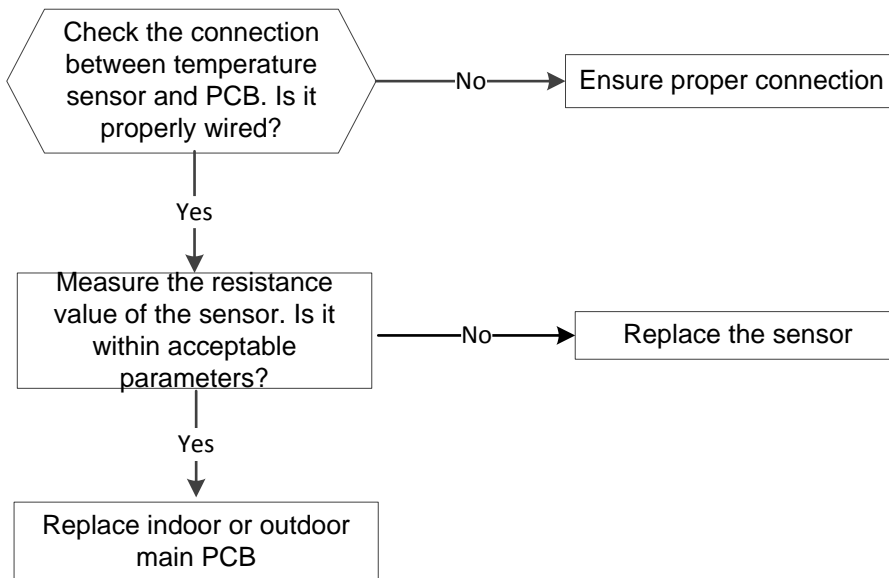 Check the connection
between temperature
sensor and PCB. Is it
properly wired?
No
Ensure proper connection
Yes
Measure the resistance
value of the sensor. Is it
within acceptable
parameters?
No
Replace the sensor
Yes
Replace indoor or outdoor
main PCB